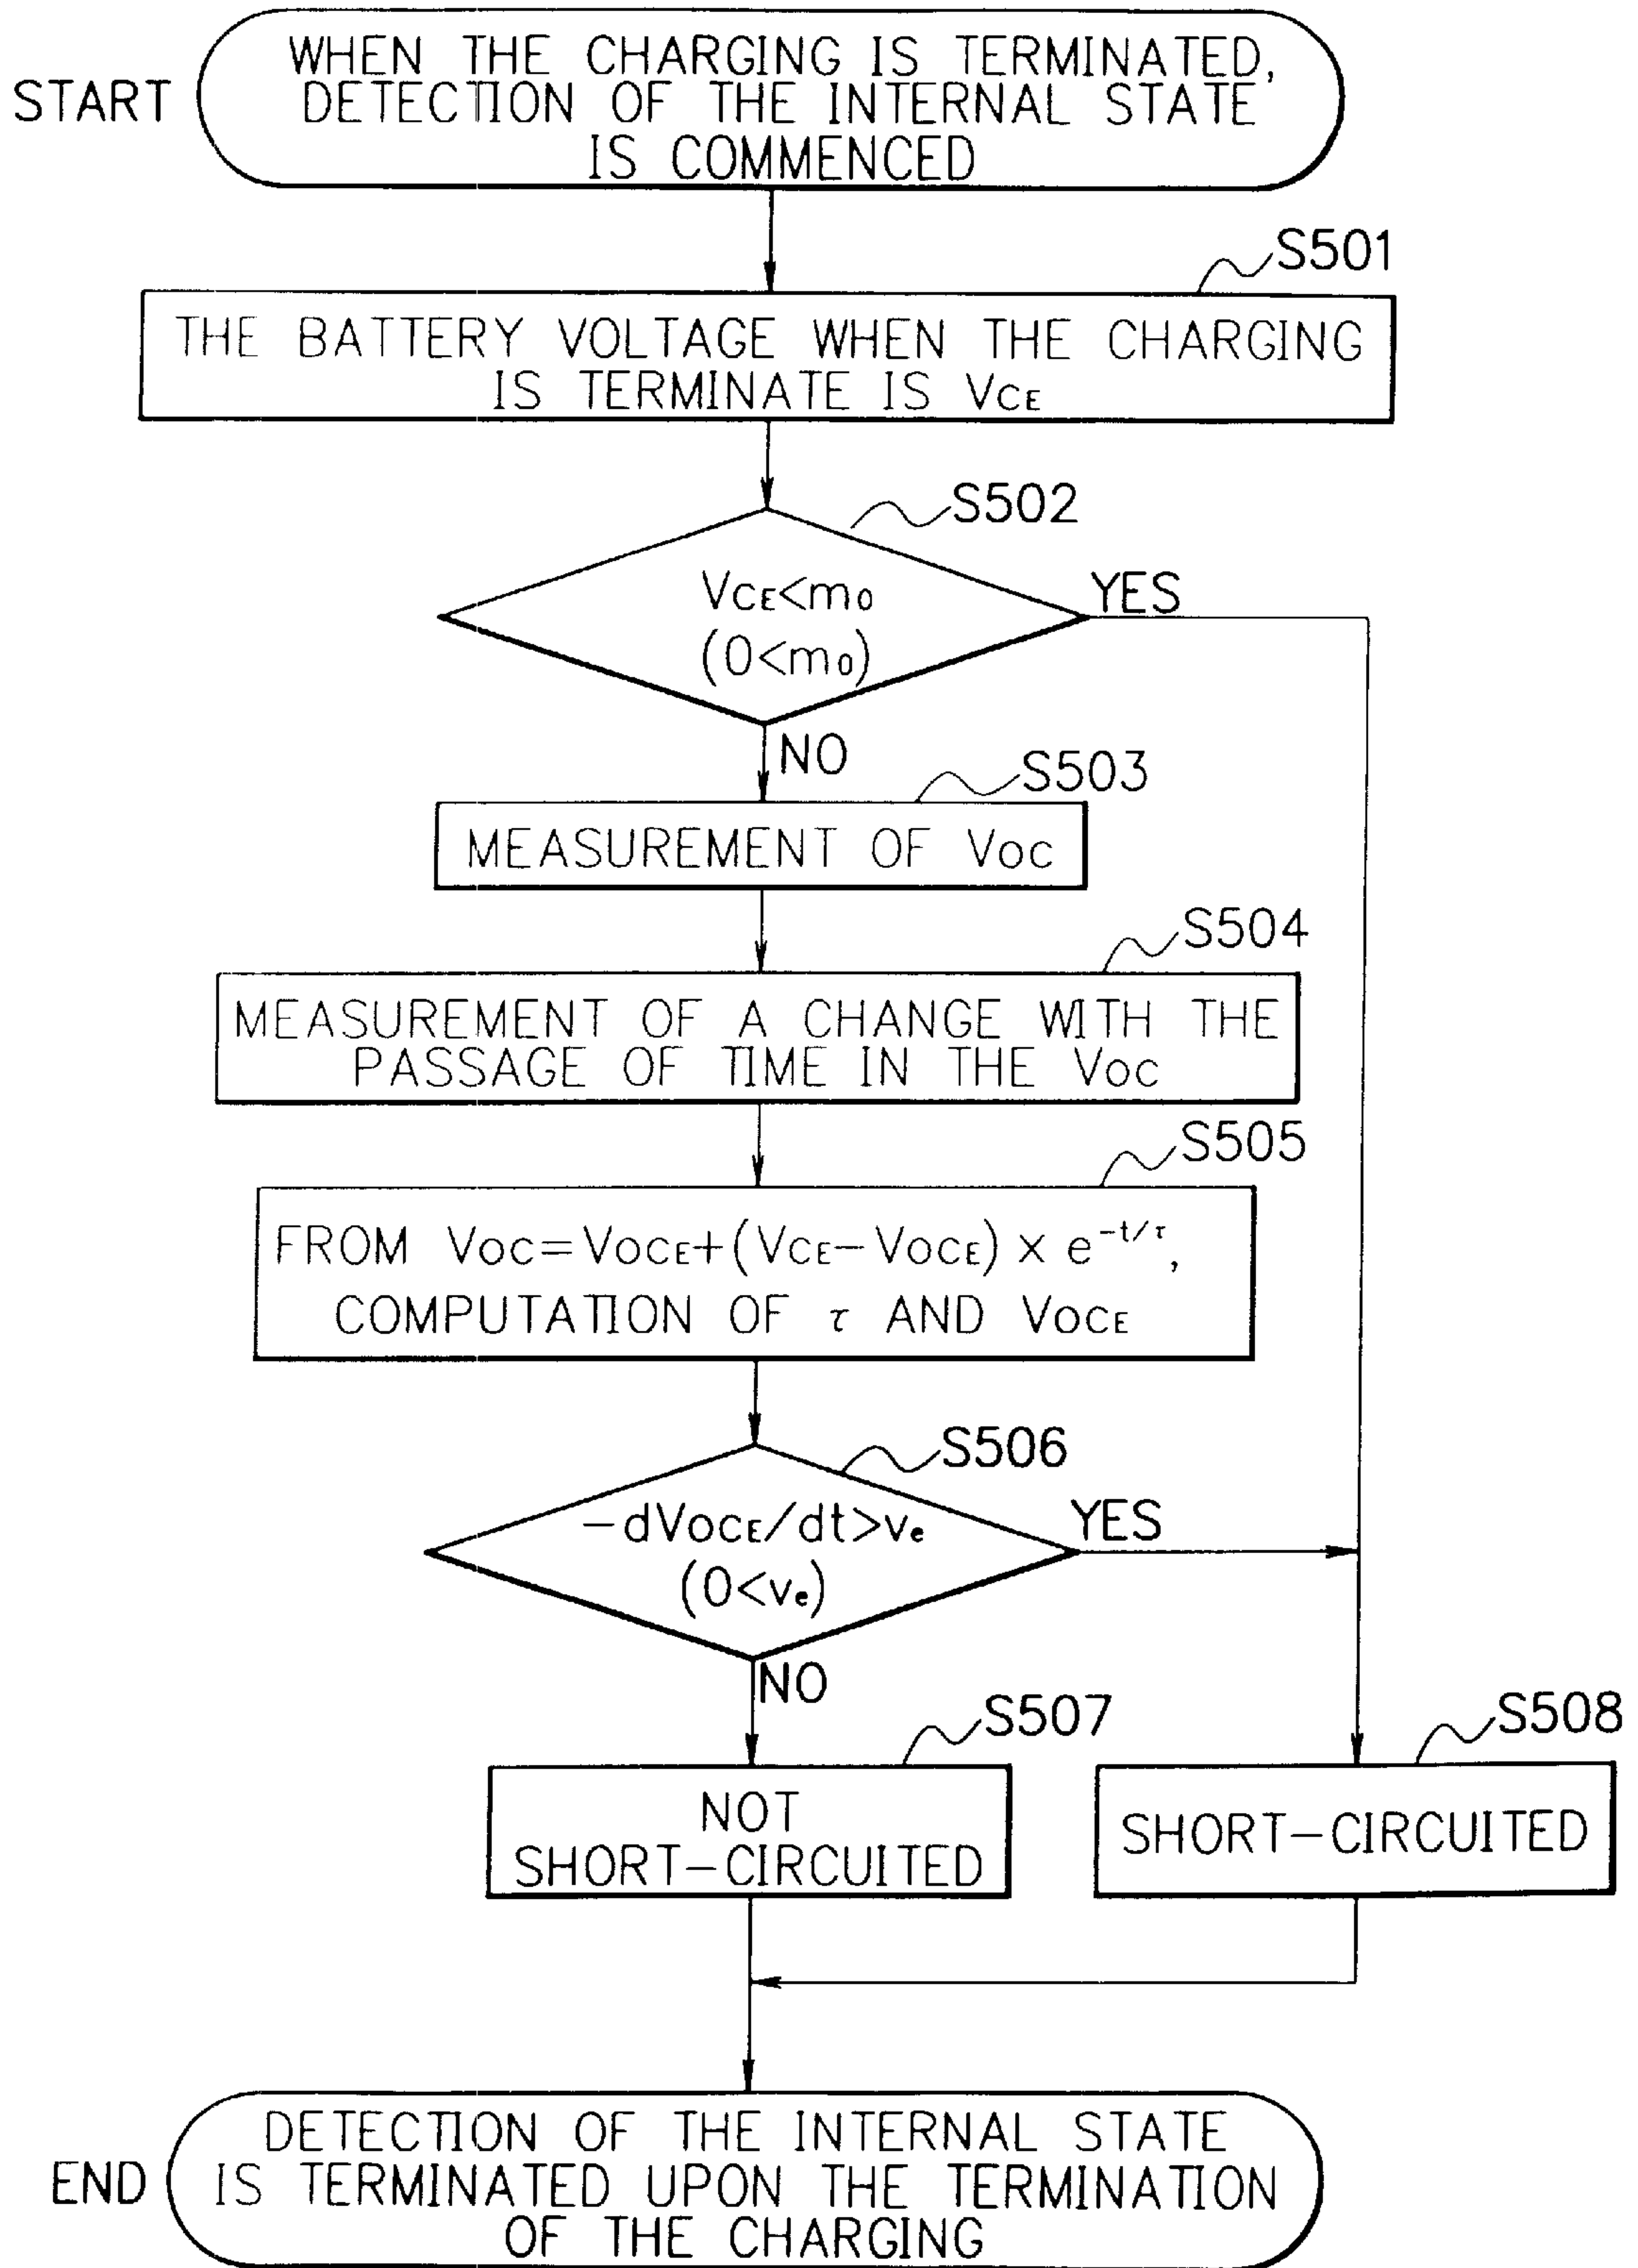 START
WHEN THE CHARGING IS TERMINATED,
DETECTION OF THE INTERNAL STATE
IS COMMENCED
S501
THE BATTERY VOLTAGE WHEN THE CHARGING
IS TERMINATE IS VCE
S502
VCE<m0
(0<m0)
YES
NO
S503
MEASUREMENT OF VOC
S504
MEASUREMENT OF A CHANGE WITH THE
PASSAGE OF TIME IN THE VOC
S505
FROM VOC=VOCE+(VCE−VOCE) × e^−t/τ,
COMPUTATION OF τ AND VOCE
S506
−dVOCE/dt>ve
(0<ve)
YES
NO
S507
NOT
SHORT−CIRCUITED
S508
SHORT−CIRCUITED
END
DETECTION OF THE INTERNAL STATE
IS TERMINATED UPON THE TERMINATION
OF THE CHARGING